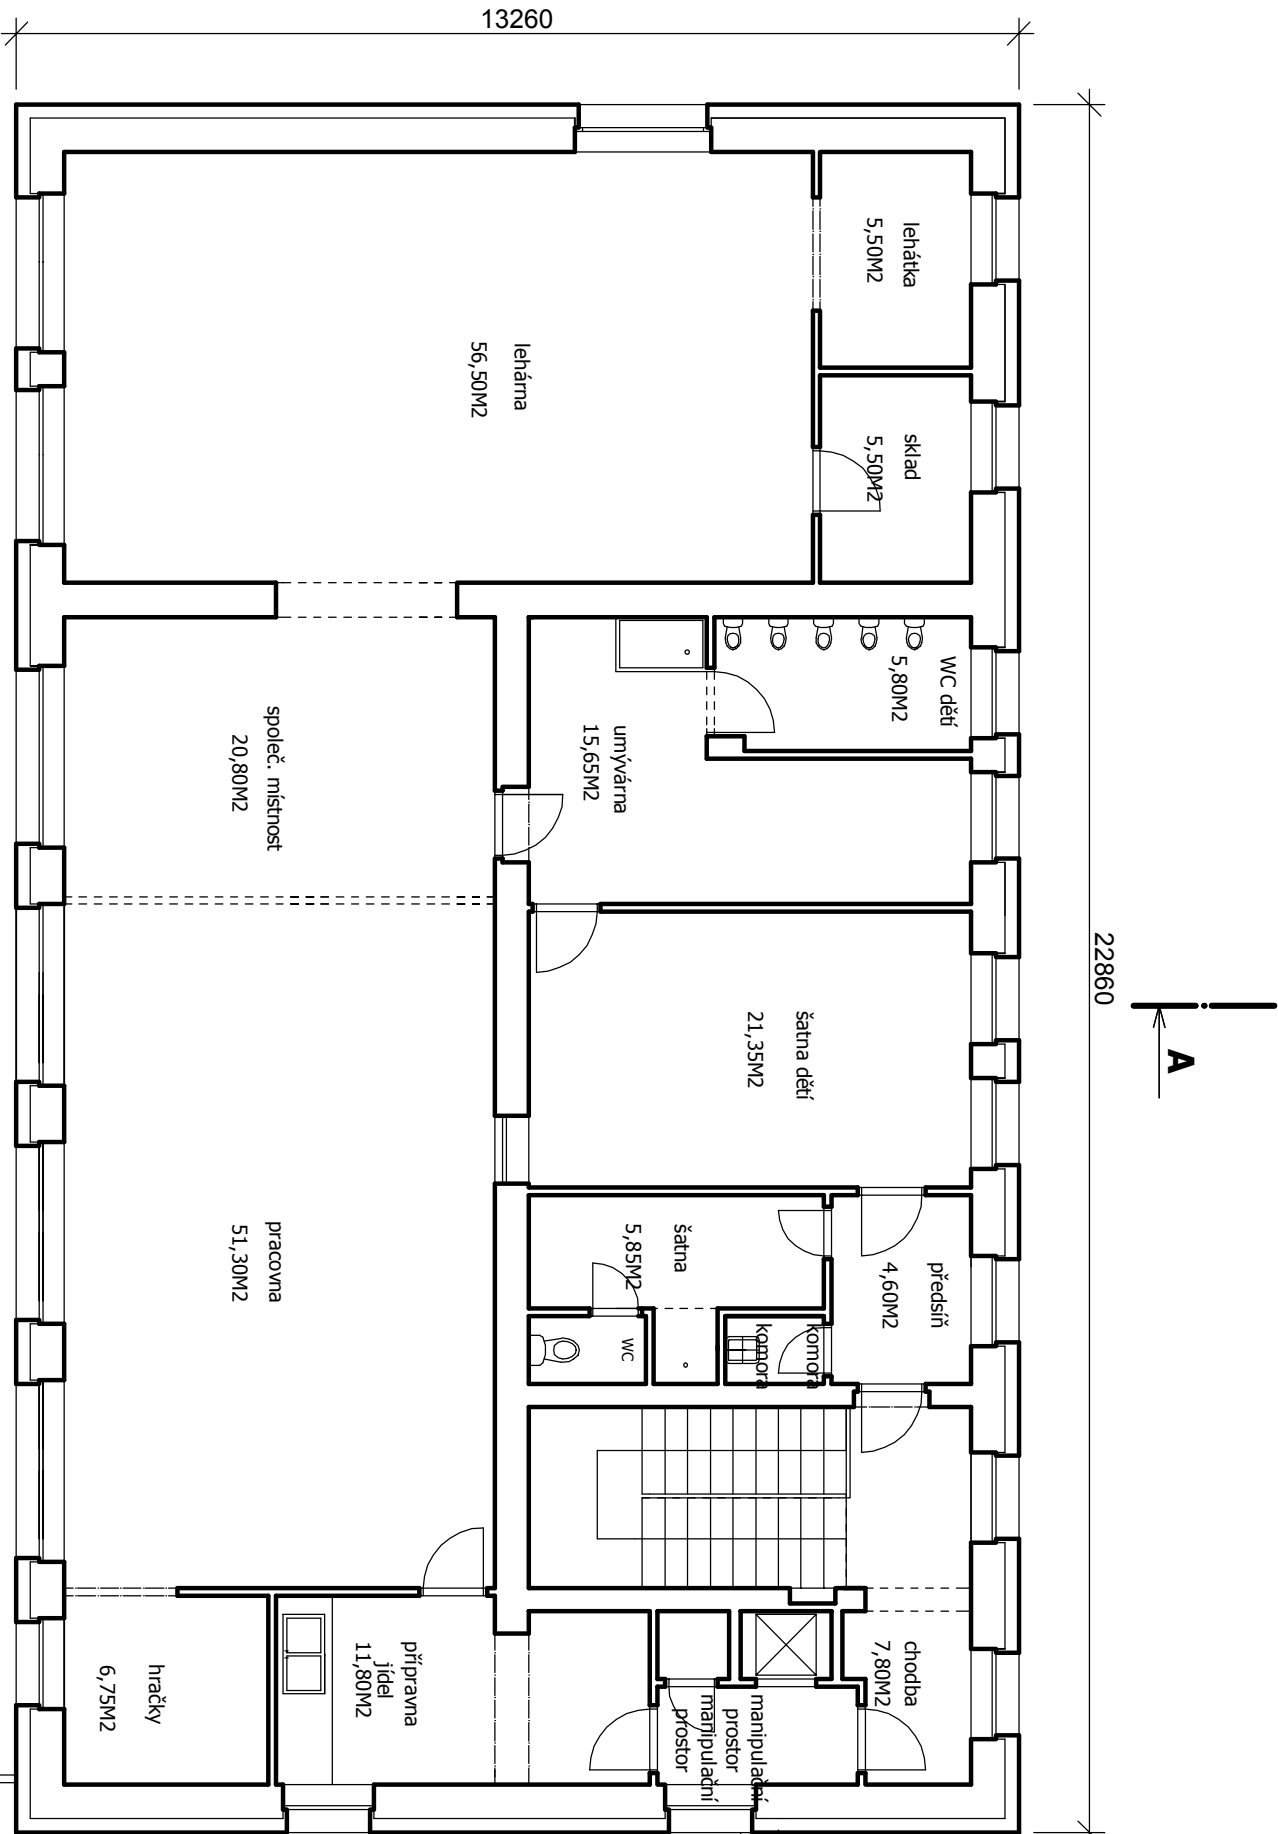 13260
22860
A
lehátka
5,50M2
sklad
5,50M2
lehárna
56,50M2
WC dětí
5,80M2
umývárna
15,65M2
společ. místnost
20,80M2
šatna dětí
21,35M2
předsíň
4,60M2
šatna
5,85M2
WC
komora
komora
pracovna
51,30M2
chodba
7,80M2
manipulační
prostor
manipulační
prostor
přípravna
jídel
11,80M2
hračky
6,75M2